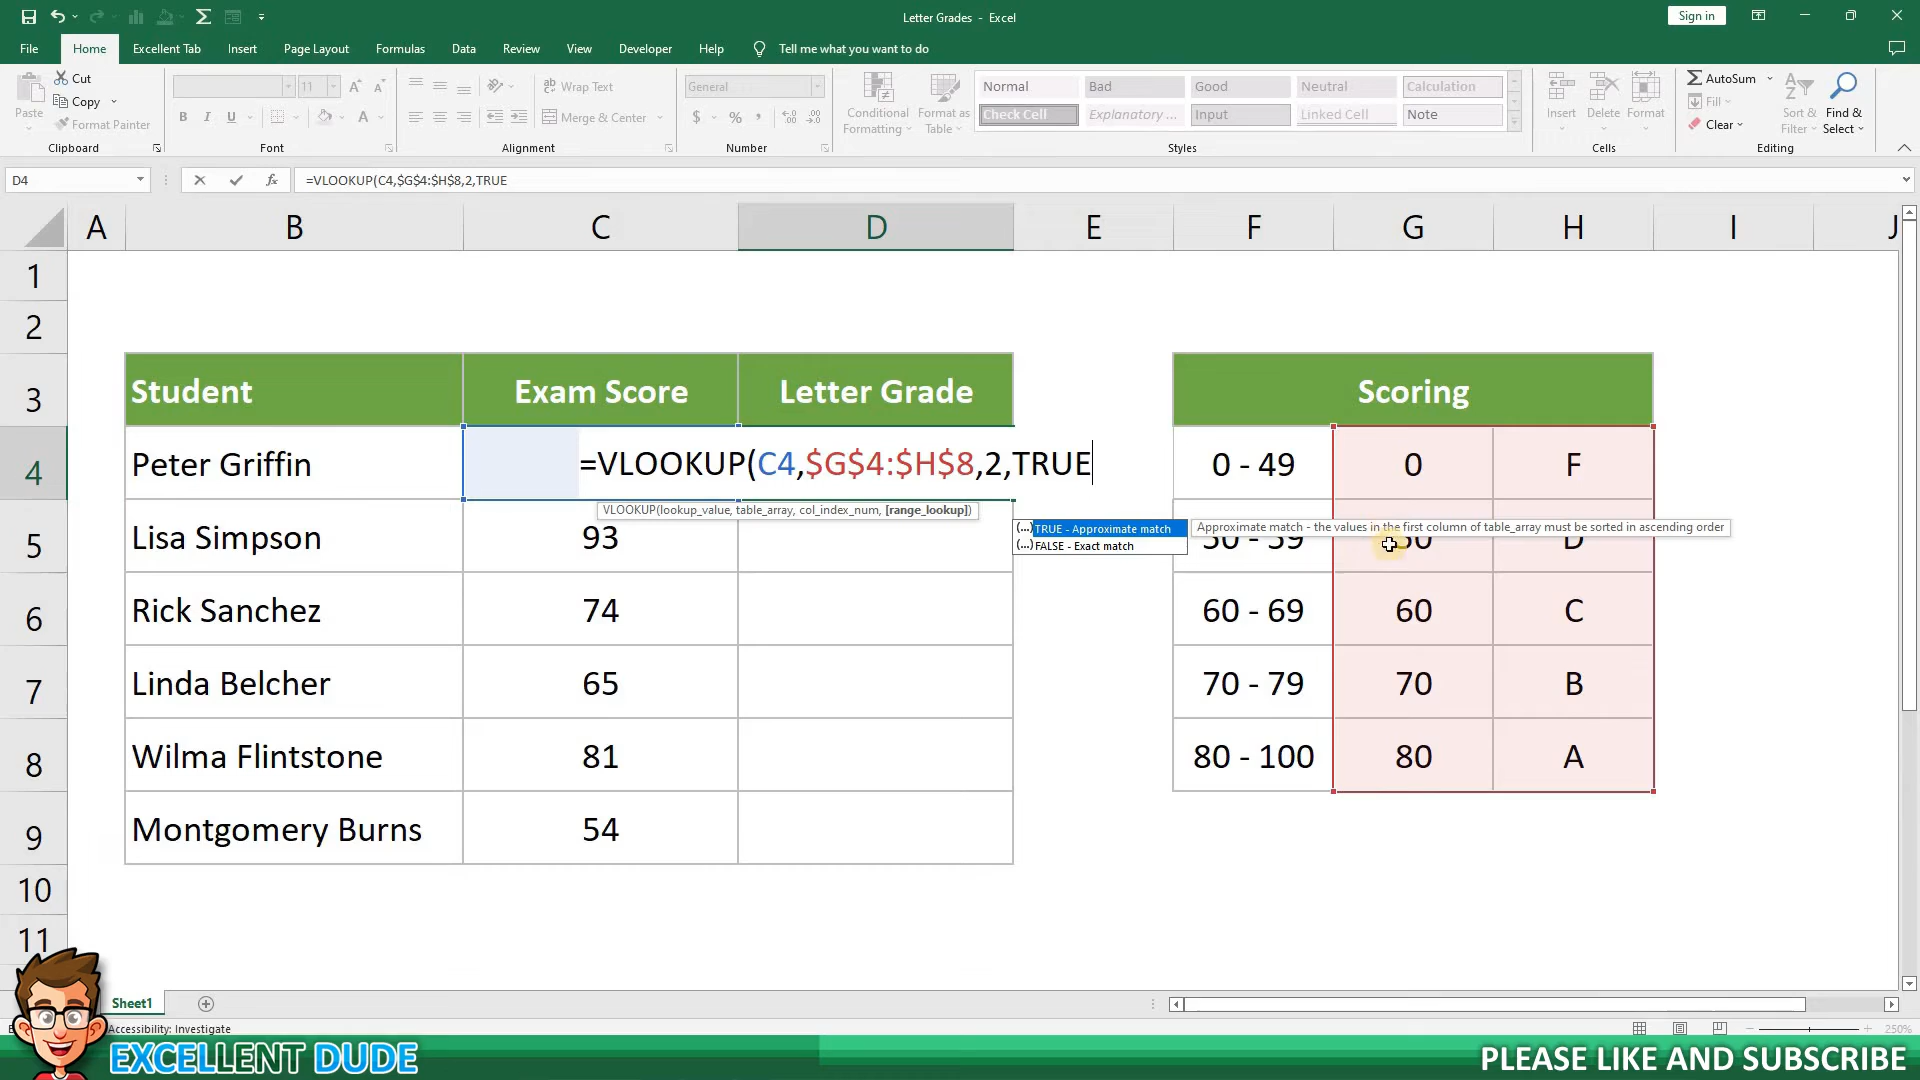 Letter Grades - Excel
Sign in
File Home Excellent Tab Insert Page Layout Formulas Data Review View Developer Help Tell me what you want to do
Paste
Cut
Copy
Format Painter
Clipboard
11
Font
Wrap Text
Merge & Center
Alignment
General
Number
Conditional Formatting
Format as Table
Normal Bad Good Neutral Calculation
Check Cell Explanatory ... Input Linked Cell Note
Styles
Insert Delete Format
Cells
AutoSum
Fill
Clear
Sort & Filter
Find & Select
Editing
D4
=VLOOKUP(C4,$G$4:$H$8,2,TRUE
A B C D E F G H I J
1
2
3 Student Exam Score Letter Grade Scoring
4 Peter Griffin =VLOOKUP(C4,$G$4:$H$8,2,TRUE 0 - 49 0 F
VLOOKUP(lookup_value, table_array, col_index_num, [range_lookup])
(...) TRUE - Approximate match
Approximate match - the values in the first column of table_array must be sorted in ascending order
(...) FALSE - Exact match
5 Lisa Simpson 93
6 Rick Sanchez 74 60 - 69 60 C
7 Linda Belcher 65 70 - 79 70 B
8 Wilma Flintstone 81 80 - 100 80 A
9 Montgomery Burns 54
10
11
Sheet1
Accessibility: Investigate
250%
EXCELLENT DUDE
PLEASE LIKE AND SUBSCRIBE